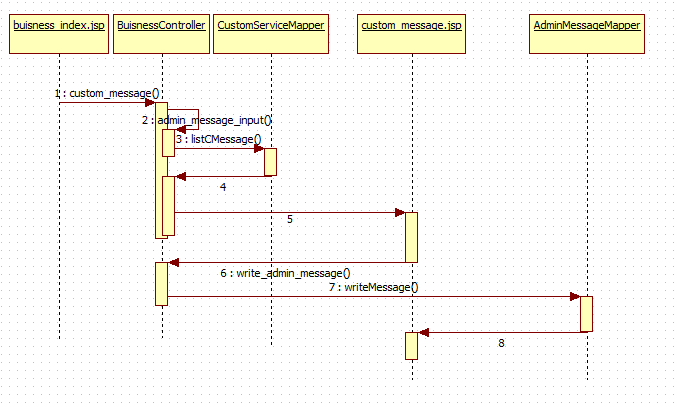 buisness_index.jsp
BuisnessController
CustomServiceMapper
custom_message.jsp
AdminMessageMapper
1 : custom_message()
2 : admin_message_input()
3 : listCMessage()
4
5
6 : write_admin_message()
7 : writeMessage()
8